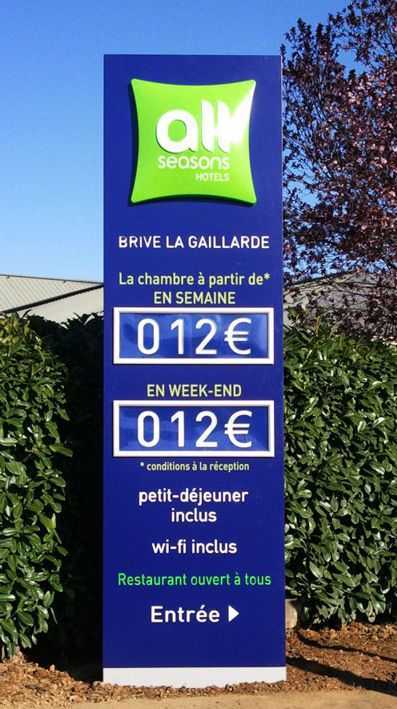 all
seasons
HOTELS
BRIVE LA GAILLARDE
La chambre à partir de*
EN SEMAINE
012€
EN WEEK-END
012€
* conditions à la réception
petit-déjeuner
inclus
wi-fi inclus
Restaurant ouvert à tous
Entrée